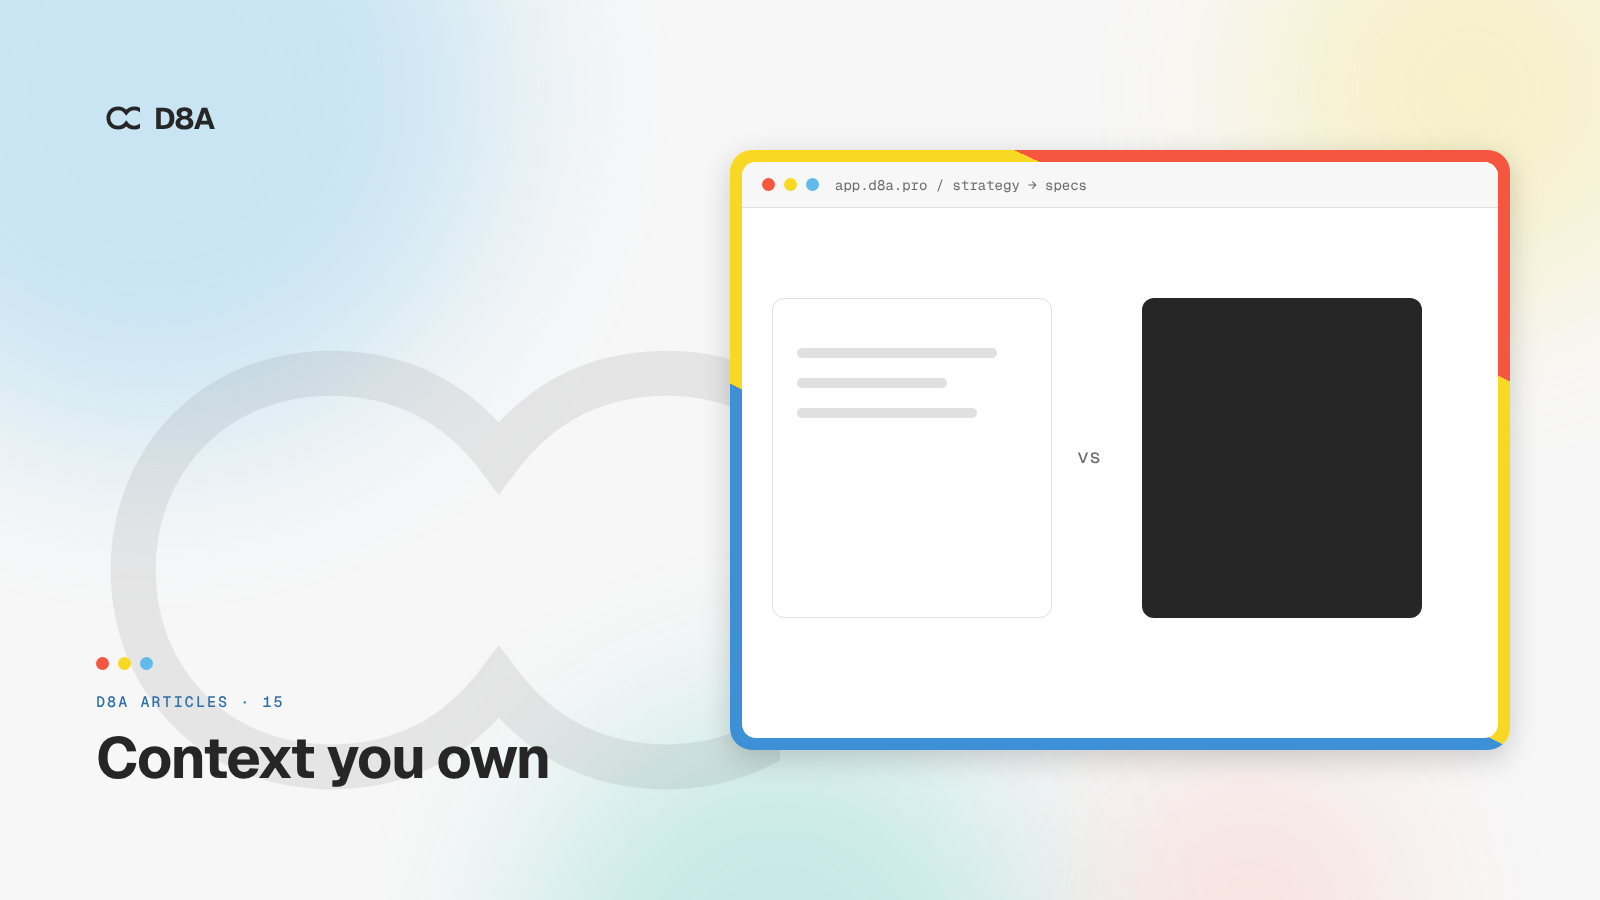 D8A
app.d8a.pro / strategy → specs
vs
D8A ARTICLES · 15
Context you own